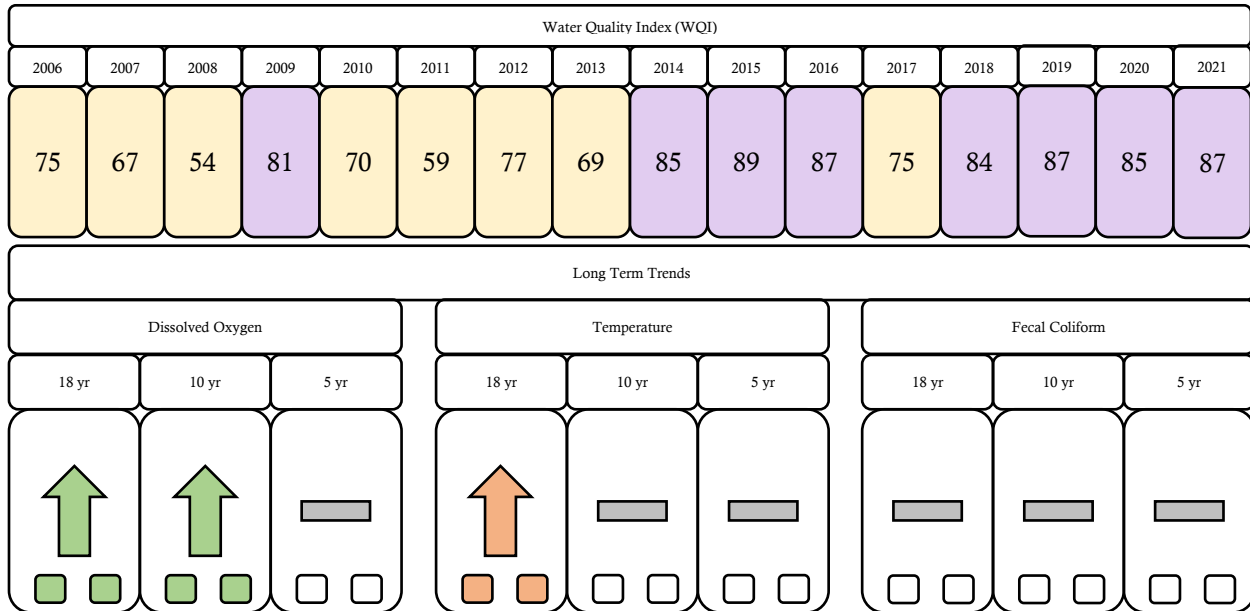 Water Quality Index (WQI)
2006 2007 2008 2009 2010 2011 2012 2013 2014 2015 2016 2017 2018 2019 2020 2021
75 67 54 81 70 59 77 69 85 89 87 75 84 87 85 87
Long Term Trends
Dissolved Oxygen Temperature Fecal Coliform
18 yr 10 yr 5 yr 18 yr 10 yr 5 yr 18 yr 10 yr 5 yr